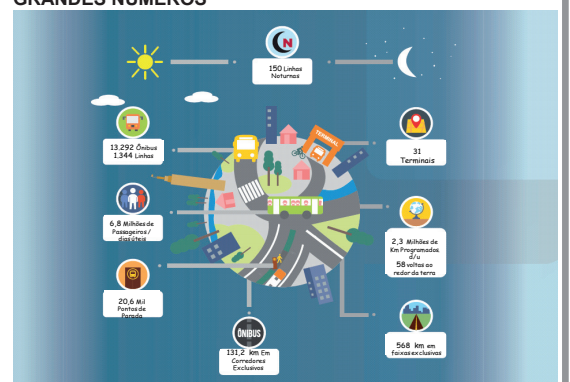 GRANDES NÚMEROS
N
150 Linhas
Noturnas
13,292 Ônibus
1.344 Linhas
TERMINAL
31
Terminais
6,8 Milhões de
Passageiros /
dias úteis
2,3 Milhões de
Km Programados
d/u
58 voltas ao
redor da terra
20,6 Mil
Pontos de
Parada
ÔNIBUS
131,2 km Em
Corredores
Exclusivos
568 km em
faixas exclusivas